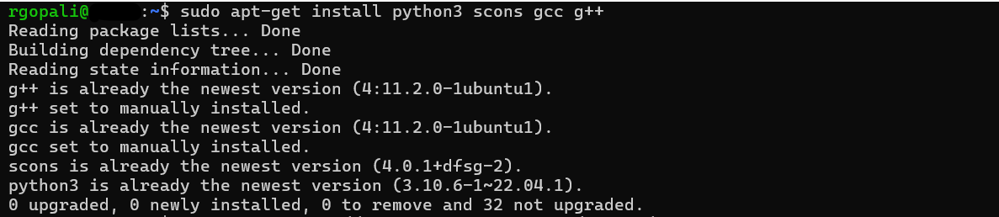 rgopali@ :~$ sudo apt-get install python3 scons gcc g++
Reading package lists... Done
Building dependency tree... Done
Reading state information... Done
g++ is already the newest version (4:11.2.0-1ubuntu1).
g++ set to manually installed.
gcc is already the newest version (4:11.2.0-1ubuntu1).
gcc set to manually installed.
scons is already the newest version (4.0.1+dfsg-2).
python3 is already the newest version (3.10.6-1~22.04.1).
0 upgraded, 0 newly installed, 0 to remove and 32 not upgraded.